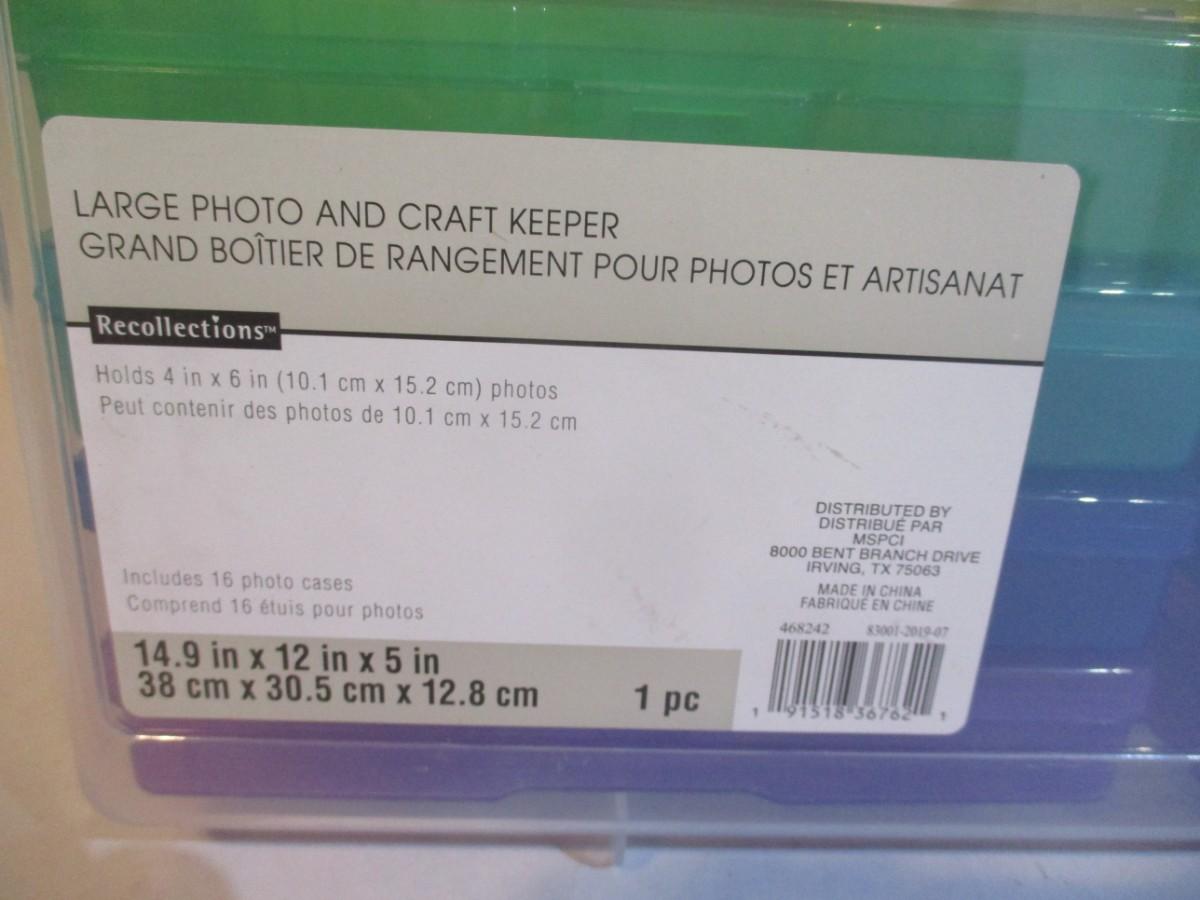 LARGE PHOTO AND CRAFT KEEPER
GRAND BOÎTIER DE RANGEMENT POUR PHOTOS ET ARTISANAT
Recollections™
Holds 4 in x 6 in (10.1 cm x 15.2 cm) photos
Peut contenir des photos de 10.1 cm x 15.2 cm
Includes 16 photo cases
Comprend 16 étuis pour photos
14.9 in x 12 in x 5 in
38 cm x 30.5 cm x 12.8 cm
1 pc
DISTRIBUTED BY
DISTRIBUÉ PAR
MSPCI
8000 BENT BRANCH DRIVE
IRVING, TX 75063
MADE IN CHINA
FABRIQUÉ EN CHINE
468242 83001-2019-07
1 91518 36762 1